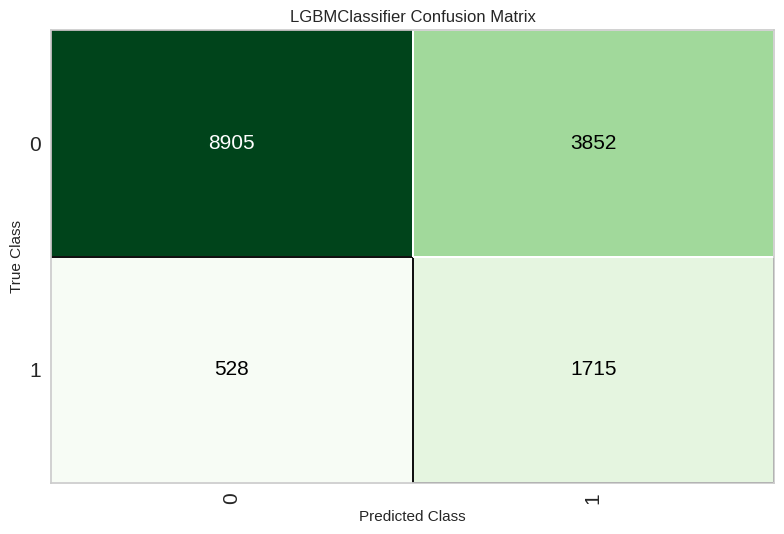 LGBMClassifier Confusion Matrix
True Class
0
8905
3852
1
528
1715
0
1
Predicted Class